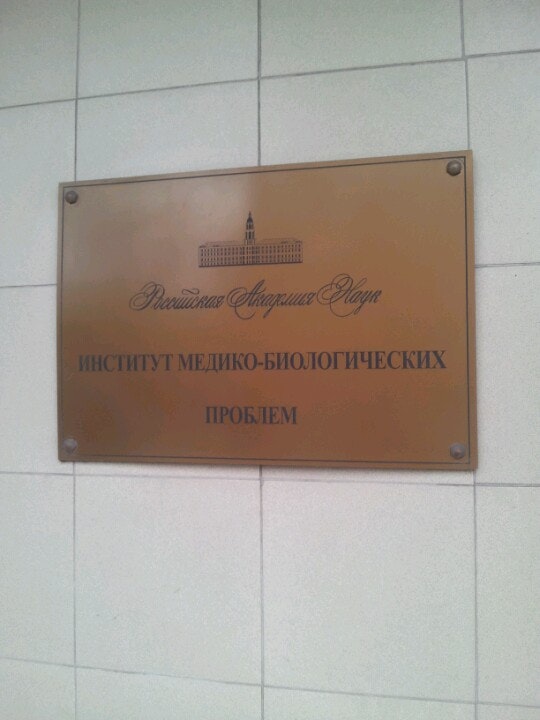 Российская Академия Наук
ИНСТИТУТ МЕДИКО-БИОЛОГИЧЕСКИХ
ПРОБЛЕМ